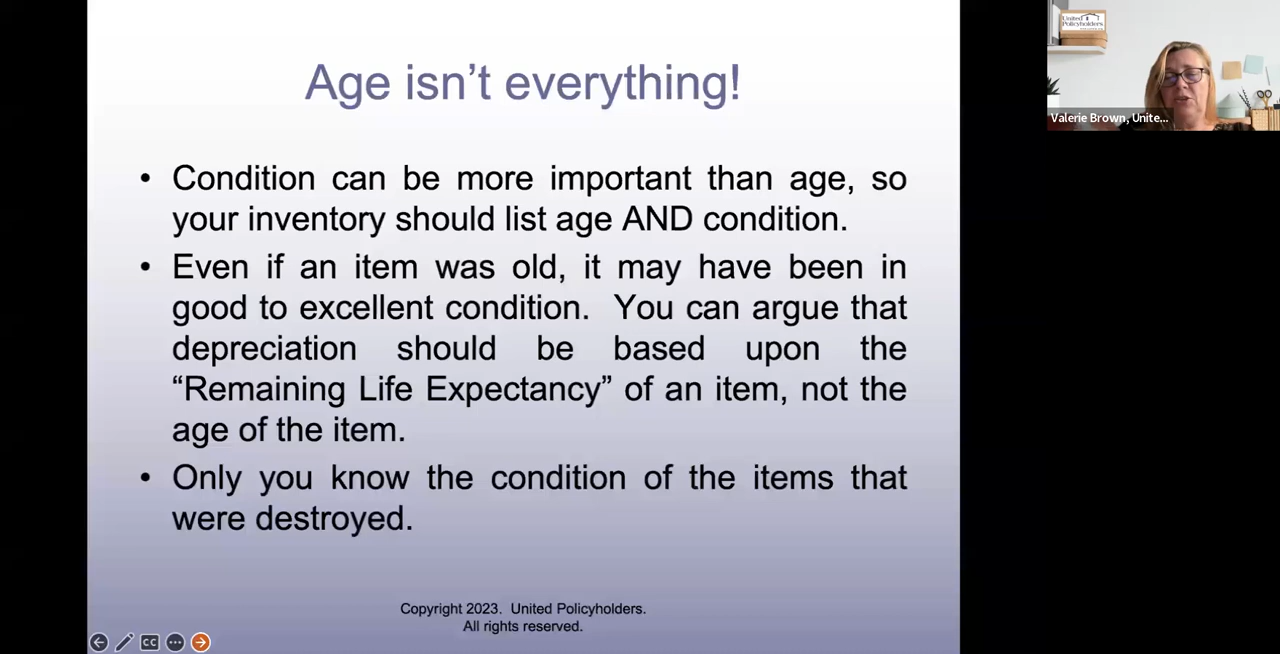 Age isn’t everything!
• Condition can be more important than age, so
your inventory should list age AND condition.
• Even if an item was old, it may have been in
good to excellent condition.  You can argue that
depreciation should be based upon the
“Remaining Life Expectancy” of an item, not the
age of the item.
• Only you know the condition of the items that
were destroyed.
Copyright 2023.  United Policyholders.
All rights reserved.
CC
United
Policyholders
Valerie Brown, Unite...